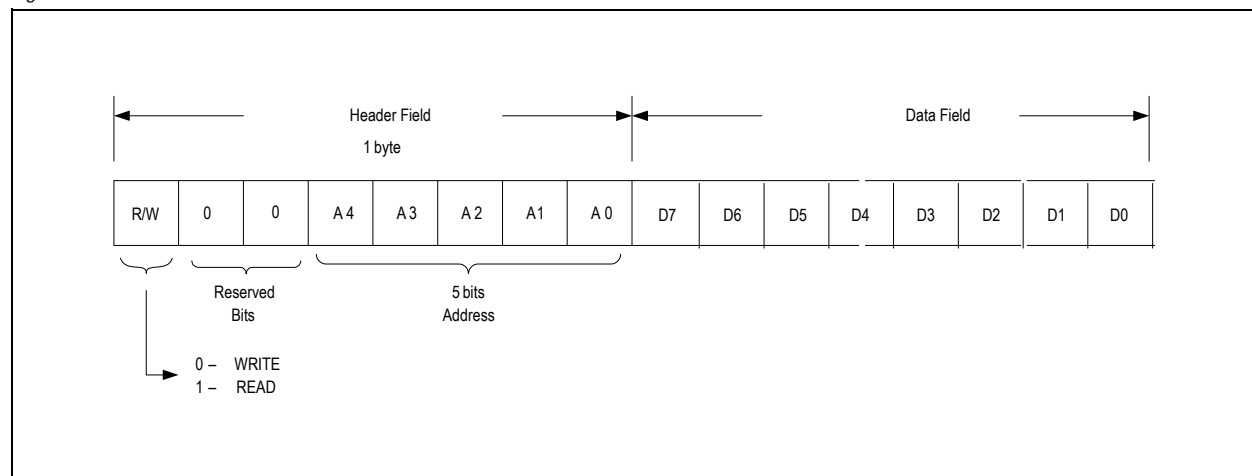 Header Field Data Field
1 byte
R/W 0 0 A 4 A 3 A 2 A1 A 0 D7 D6 D5 D4 D3 D2 D1 D0
Reserved
Bits
5 bits
Address
0 – WRITE
1 – READ